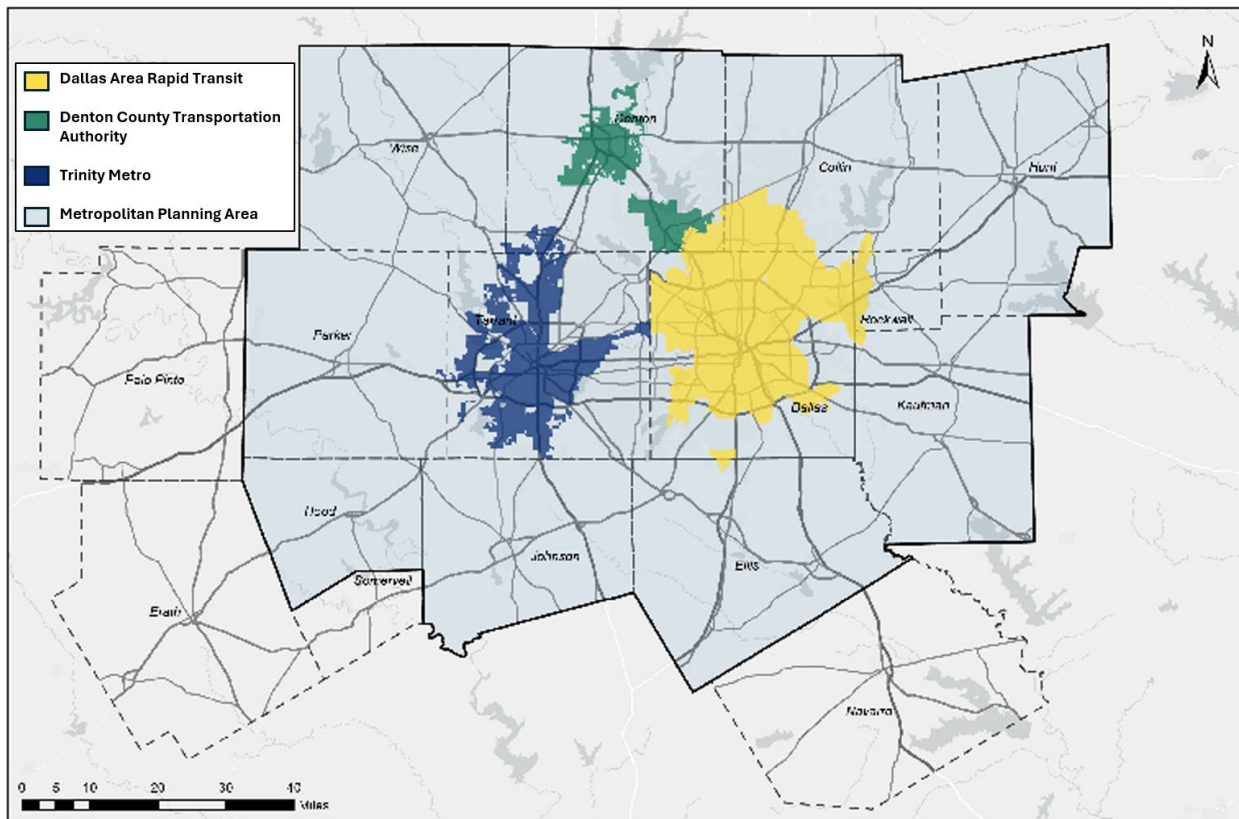 Dallas Area Rapid Transit
Denton County Transportation
Authority
Trinity Metro
Metropolitan Planning Area
N
Denton
Wise
Collin
Hunt
Tarrant
Rockwall
Parker
Palo Pinto
Dallas
Kaufman
Hood
Johnson
Ellis
Somervell
Erath
Navarro
0 5 10 20 30 40
Miles